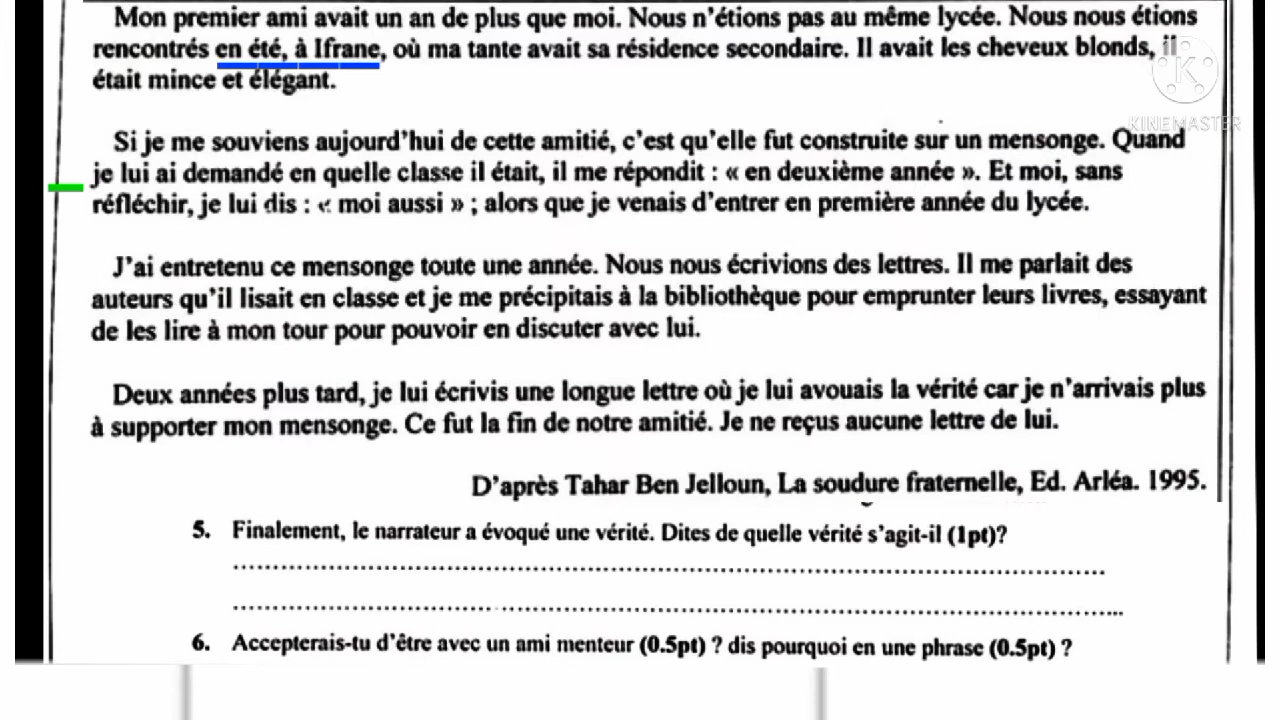 Mon premier ami avait un an de plus que moi. Nous n'étions pas au même lycée. Nous nous étions
rencontrés en été, à Ifrane, où ma tante avait sa résidence secondaire. Il avait les cheveux blonds, il
était mince et élégant.
KINEMASTER
Si je me souviens aujourd'hui de cette amitié, c'est qu'elle fut construite sur un mensonge. Quand
je lui ai demandé en quelle classe il était, il me répondit : « en deuxième année ». Et moi, sans
réfléchir, je lui dis : « moi aussi » ; alors que je venais d'entrer en première année du lycée.
J'ai entretenu ce mensonge toute une année. Nous nous écrivions des lettres. Il me parlait des
auteurs qu'il lisait en classe et je me précipitais à la bibliothèque pour emprunter leurs livres, essayant
de les lire à mon tour pour pouvoir en discuter avec lui.
Deux années plus tard, je lui écrivis une longue lettre où je lui avouais la vérité car je n'arrivais plus
à supporter mon mensonge. Ce fut la fin de notre amitié. Je ne reçus aucune lettre de lui.
D'après Tahar Ben Jelloun, La soudure fraternelle, Ed. Arléa. 1995.
5. Finalement, le narrateur a évoqué une vérité. Dites de quelle vérité s'agit-il (1pt)?
6. Accepterais-tu d'être avec un ami menteur (0.5pt) ? dis pourquoi en une phrase (0.5pt) ?